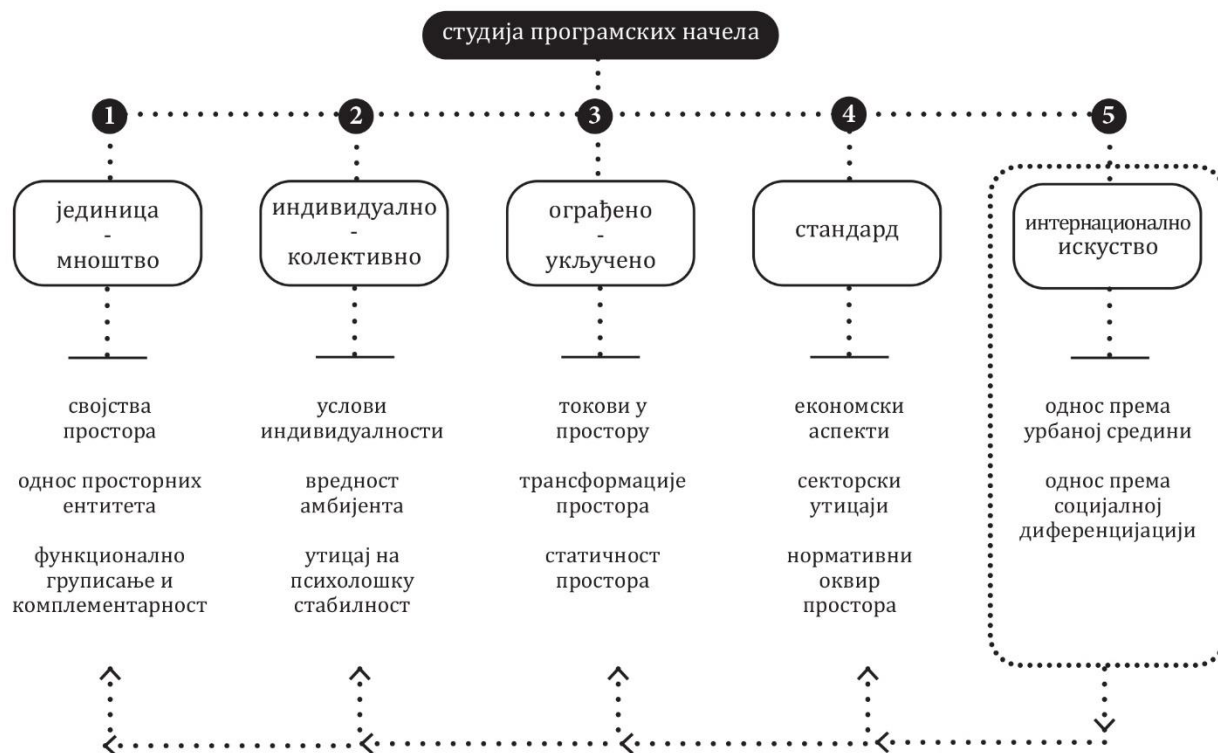 студија програмских начела
1
јединица
-
мноштво
својства
простора
однос просторних
ентитета
функционално
груписање и
комплементарност
2
индивидуално
-
колективно
услови
индивидуалности
вредност
амбијента
утицај на
психолошку
стабилност
3
ограђено
-
укључено
токови у
простору
трансформације
простора
статичност
простора
4
стандард
економски
аспекти
секторски
утицаји
нормативни
оквир
простора
5
интернационално
искуство
однос према
урбаној средини
однос према
социјалној
диференцијацији